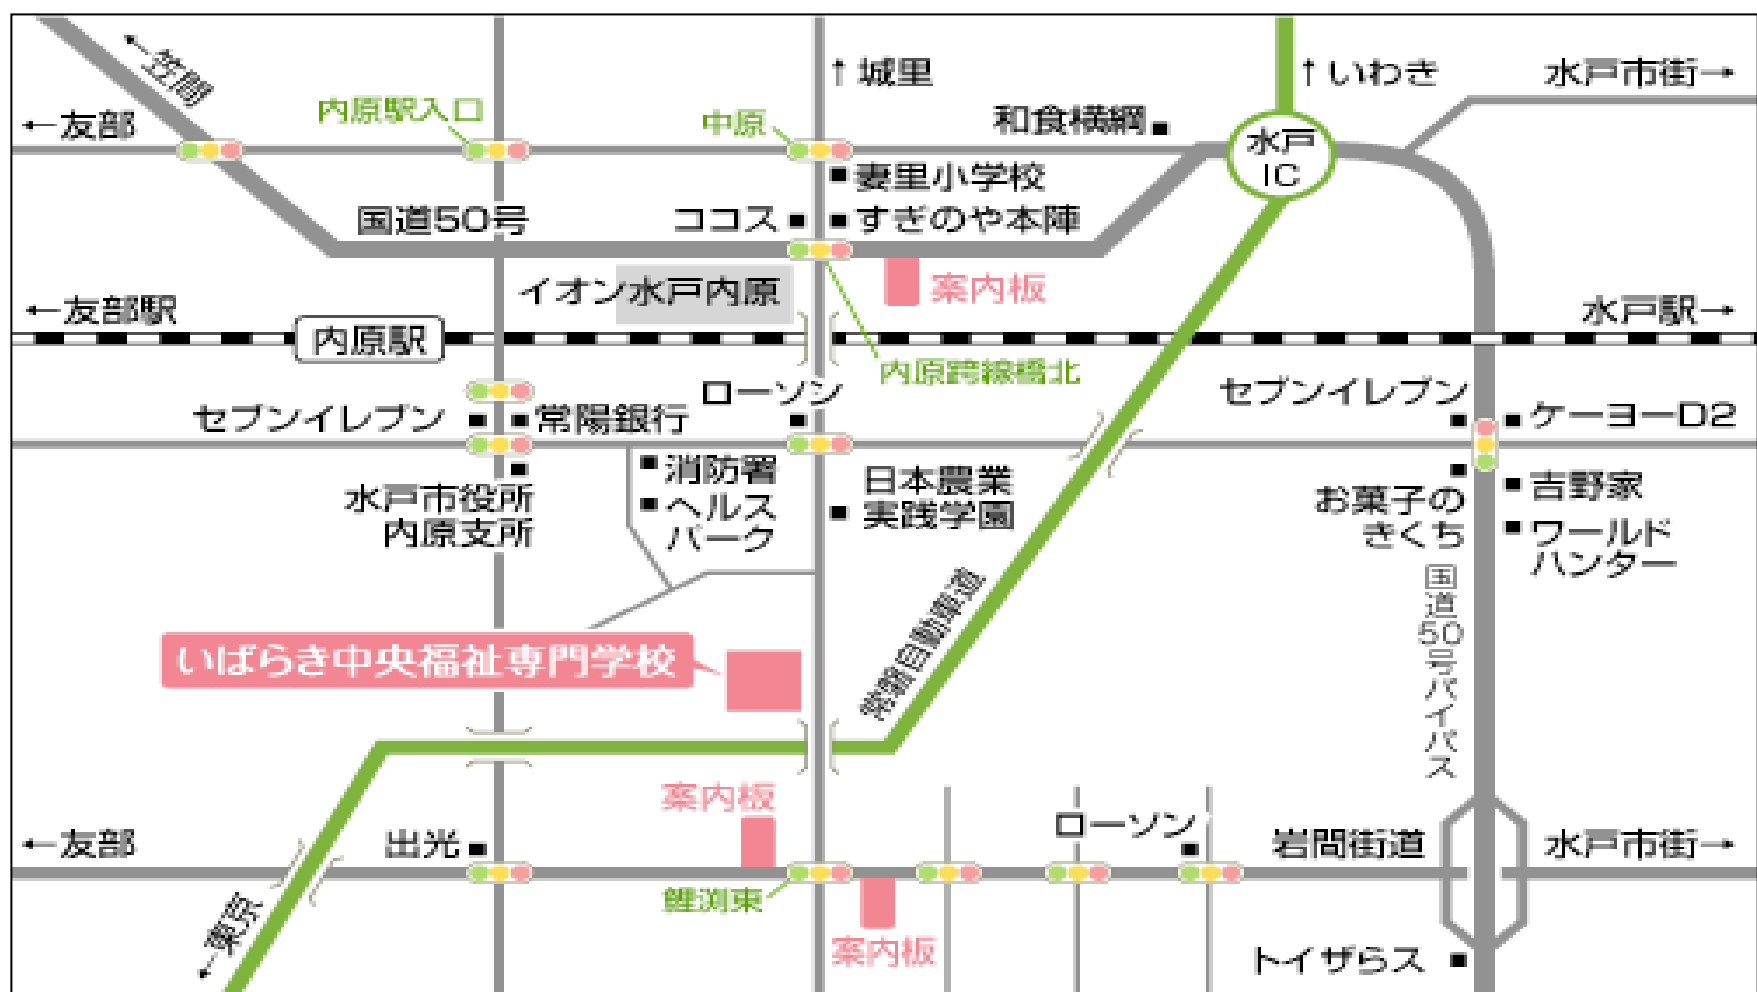 ←笠間
↑城里
↑いわき
水戸市街→
←友部
内原駅入口
中原
和食横綱
水戸
IC
妻里小学校
国道50号
ココス
すぎのや本陣
イオン水戸内原
案内板
←友部駅
水戸駅→
内原駅
内原跨線橋北
ローソン
セブンイレブン
常陽銀行
セブンイレブン
ケーヨーD2
消防署
ヘルス
パーク
日本農業
実践学園
水戸市役所
内原支所
お菓子の
きくち
吉野家
ワールド
ハンター
国道50号バイパス
常磐自動車道
いばらき中央福祉専門学校
案内板
←友部
出光
ローソン
岩間街道
水戸市街→
鯉渕東
←東京
案内板
トイザらス